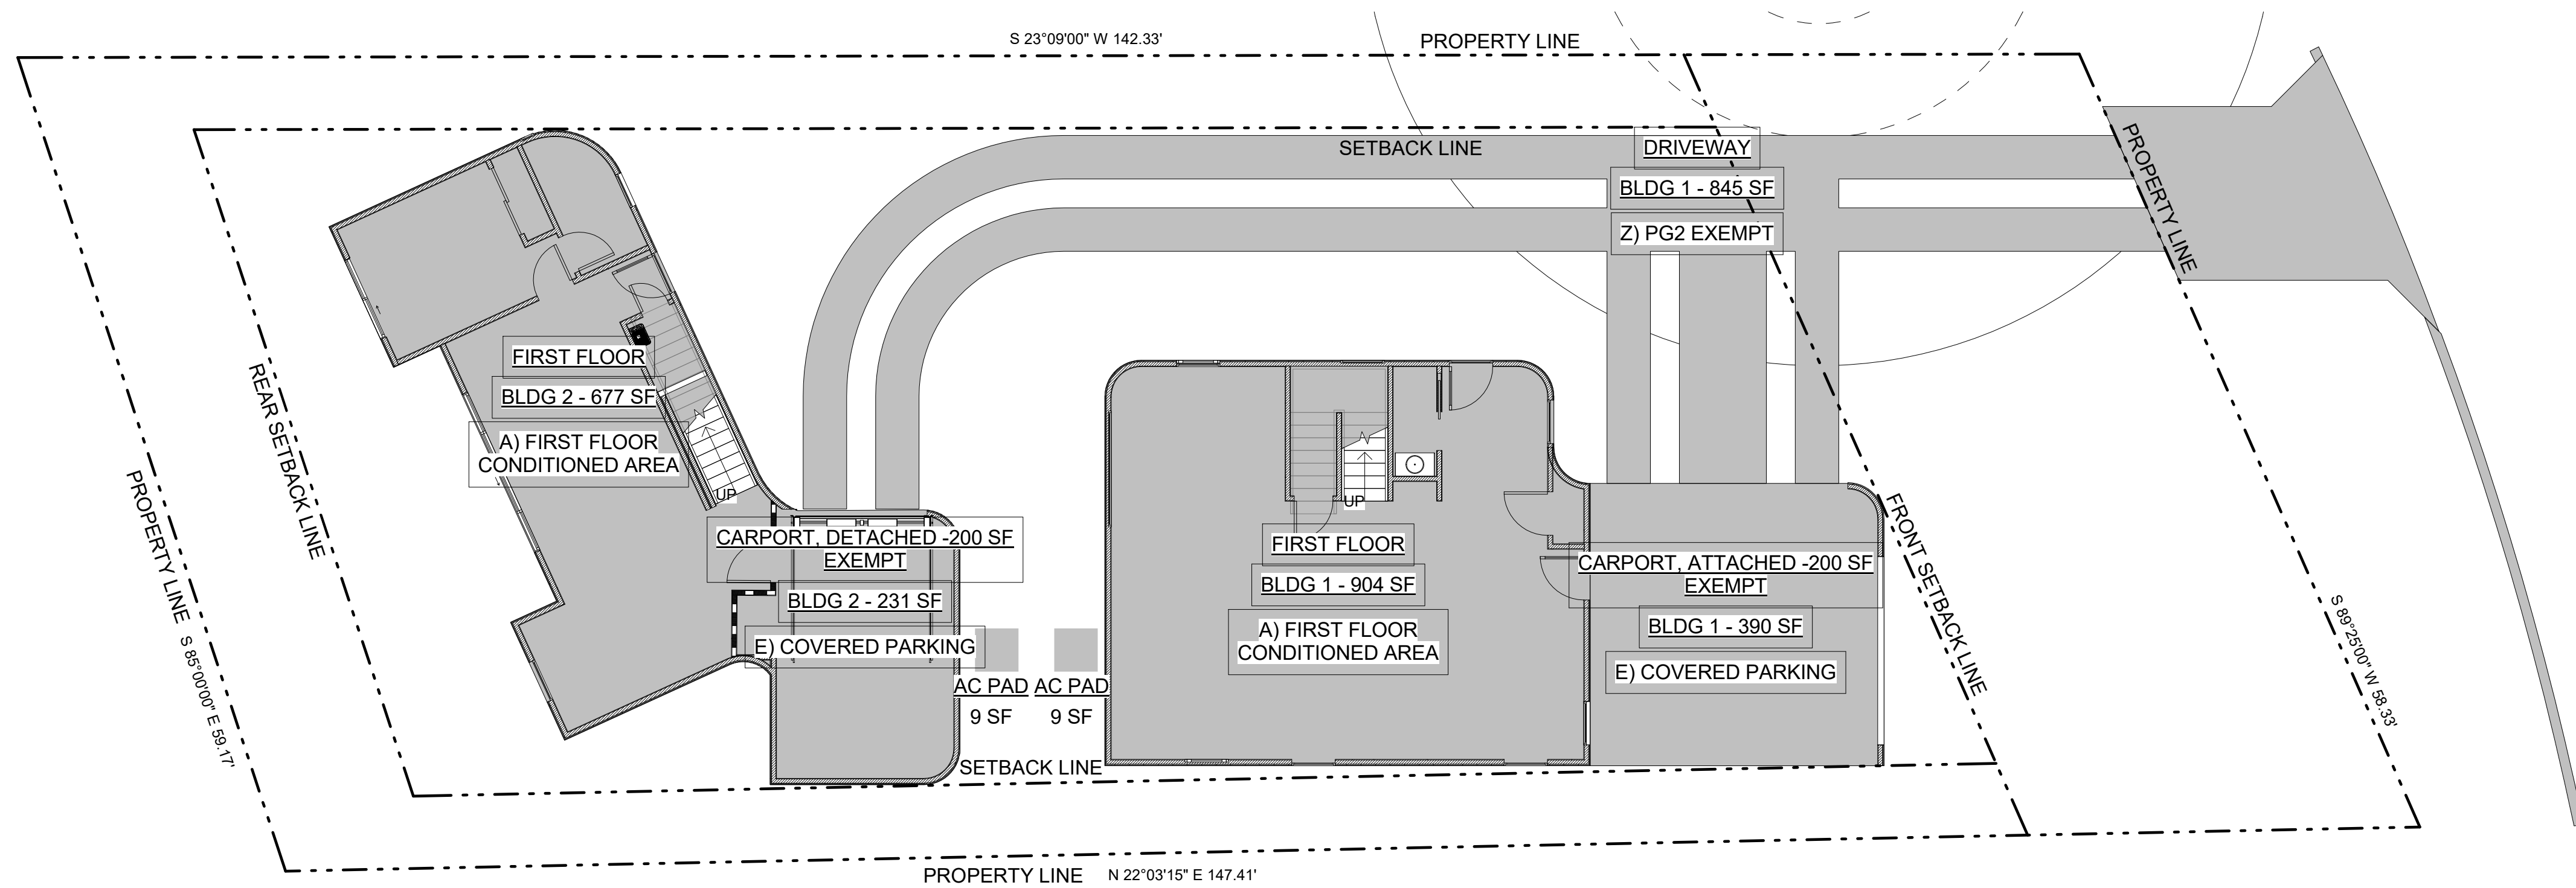 S 23°09'00" W 142.33'
PROPERTY LINE
SETBACK LINE
DRIVEWAY
BLDG 1 - 845 SF
Z) PG2 EXEMPT
PROPERTY LINE
FIRST FLOOR
BLDG 2 - 677 SF
A) FIRST FLOOR
CONDITIONED AREA
UP
REAR SETBACK LINE
PROPERTY LINE
S 85°00'00" E 59.17'
CARPORT, DETACHED -200 SF
EXEMPT
BLDG 2 - 231 SF
E) COVERED PARKING
AC PAD
9 SF
AC PAD
9 SF
UP
FIRST FLOOR
BLDG 1 - 904 SF
A) FIRST FLOOR
CONDITIONED AREA
CARPORT, ATTACHED -200 SF
EXEMPT
BLDG 1 - 390 SF
E) COVERED PARKING
FRONT SETBACK LINE
S 89°25'00" W 58.33'
SETBACK LINE
PROPERTY LINE
N 22°03'15" E 147.41'